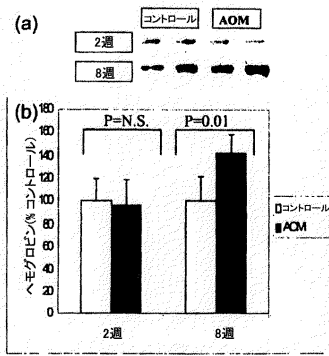 (a)
コントロール AOM
2週
8週
(b)
P=N.S. P=0.01
ヘモグロビン(% コントロール)
180
160
140
120
100
80
60
40
20
0
2週 8週
コントロール
AOM